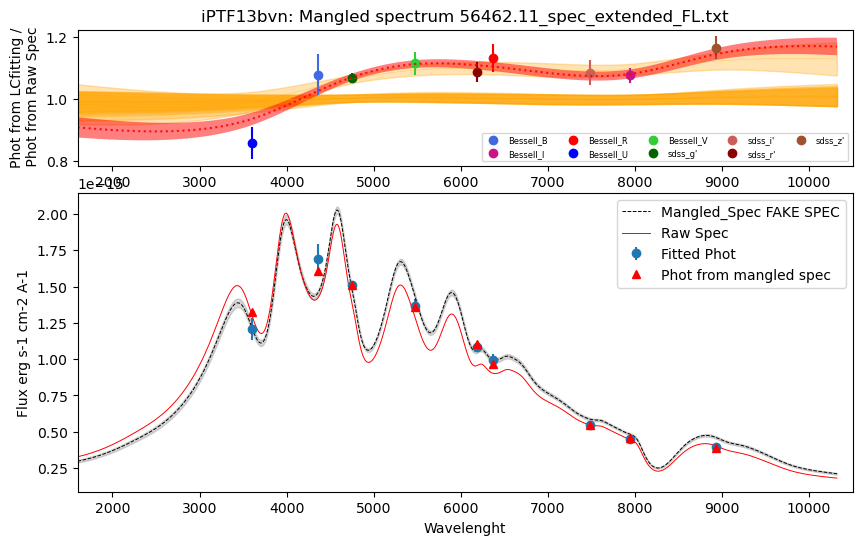 iPTF13bvn: Mangled spectrum 56462.11_spec_extended_FL.txt
Phot from LCfitting /
Phot from Raw Spec
1.2
1.0
0.8
Bessell_B
Bessell_R
Bessell_V
sdss_i'
sdss_z'
Bessell_I
Bessell_U
sdss_g'
sdss_r'
2000 3000 4000 5000 6000 7000 8000 9000 10000
1e−15
Flux erg s-1 cm-2 A-1
2.00
1.75
1.50
1.25
1.00
0.75
0.50
0.25
Mangled_Spec FAKE SPEC
Raw Spec
Fitted Phot
Phot from mangled spec
2000 3000 4000 5000 6000 7000 8000 9000 10000
Wavelenght